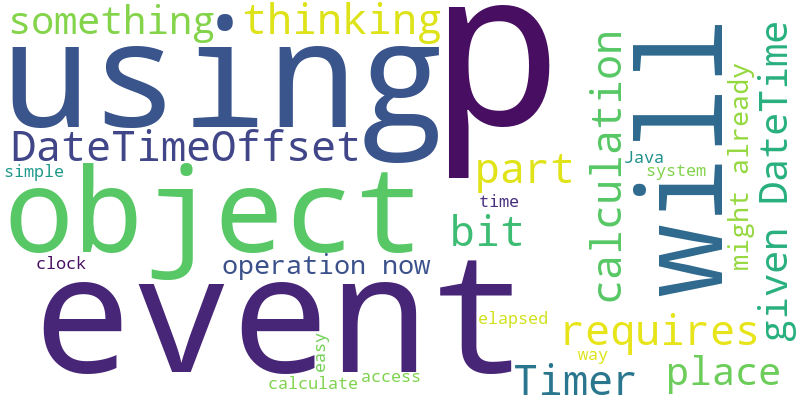 something
thinking
using
p
DateTimeOffset
simple
object
part
time
bit
clock
operation now
event
elapsed
easy
calculate
access
calculation
will
Java
system
might already
given DateTime
requires
way
Timer
place